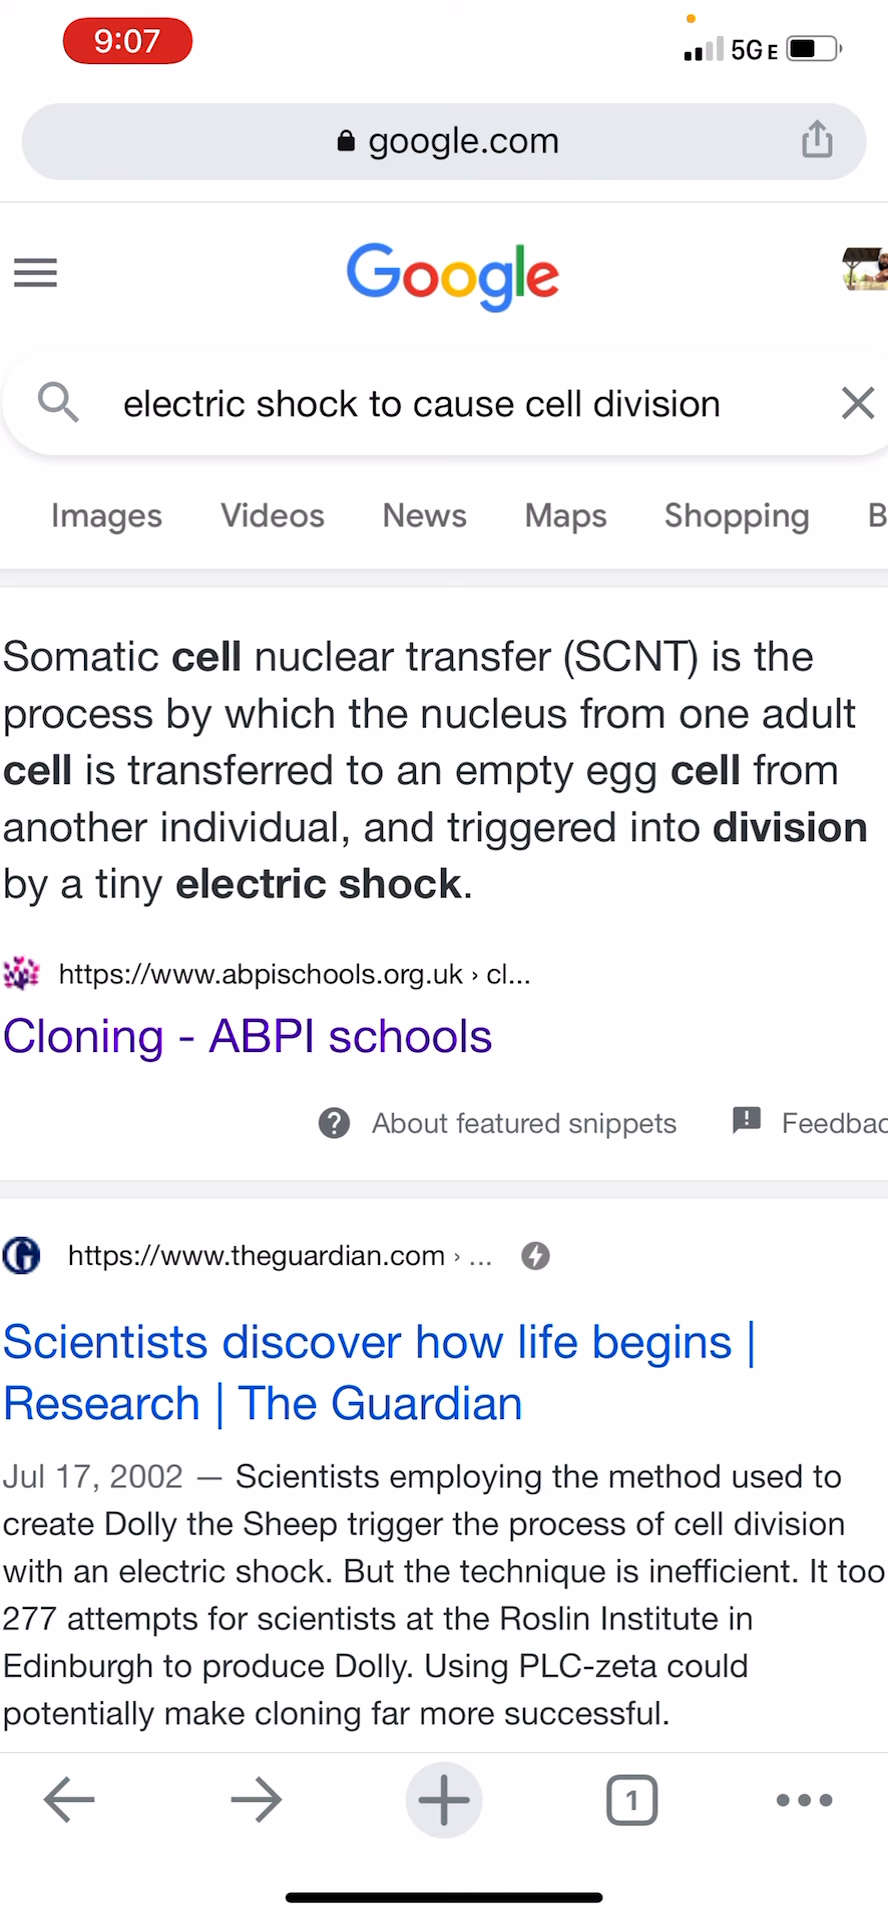 9:07
5G E
google.com
Google
electric shock to cause cell division
Images Videos News Maps Shopping B
Somatic cell nuclear transfer (SCNT) is the
process by which the nucleus from one adult
cell is transferred to an empty egg cell from
another individual, and triggered into division
by a tiny electric shock.
https://www.abpischools.org.uk › cl...
Cloning - ABPI schools
About featured snippets Feedbac
https://www.theguardian.com › ...
Scientists discover how life begins |
Research | The Guardian
Jul 17, 2002 — Scientists employing the method used to
create Dolly the Sheep trigger the process of cell division
with an electric shock. But the technique is inefficient. It too
277 attempts for scientists at the Roslin Institute in
Edinburgh to produce Dolly. Using PLC-zeta could
potentially make cloning far more successful.
1